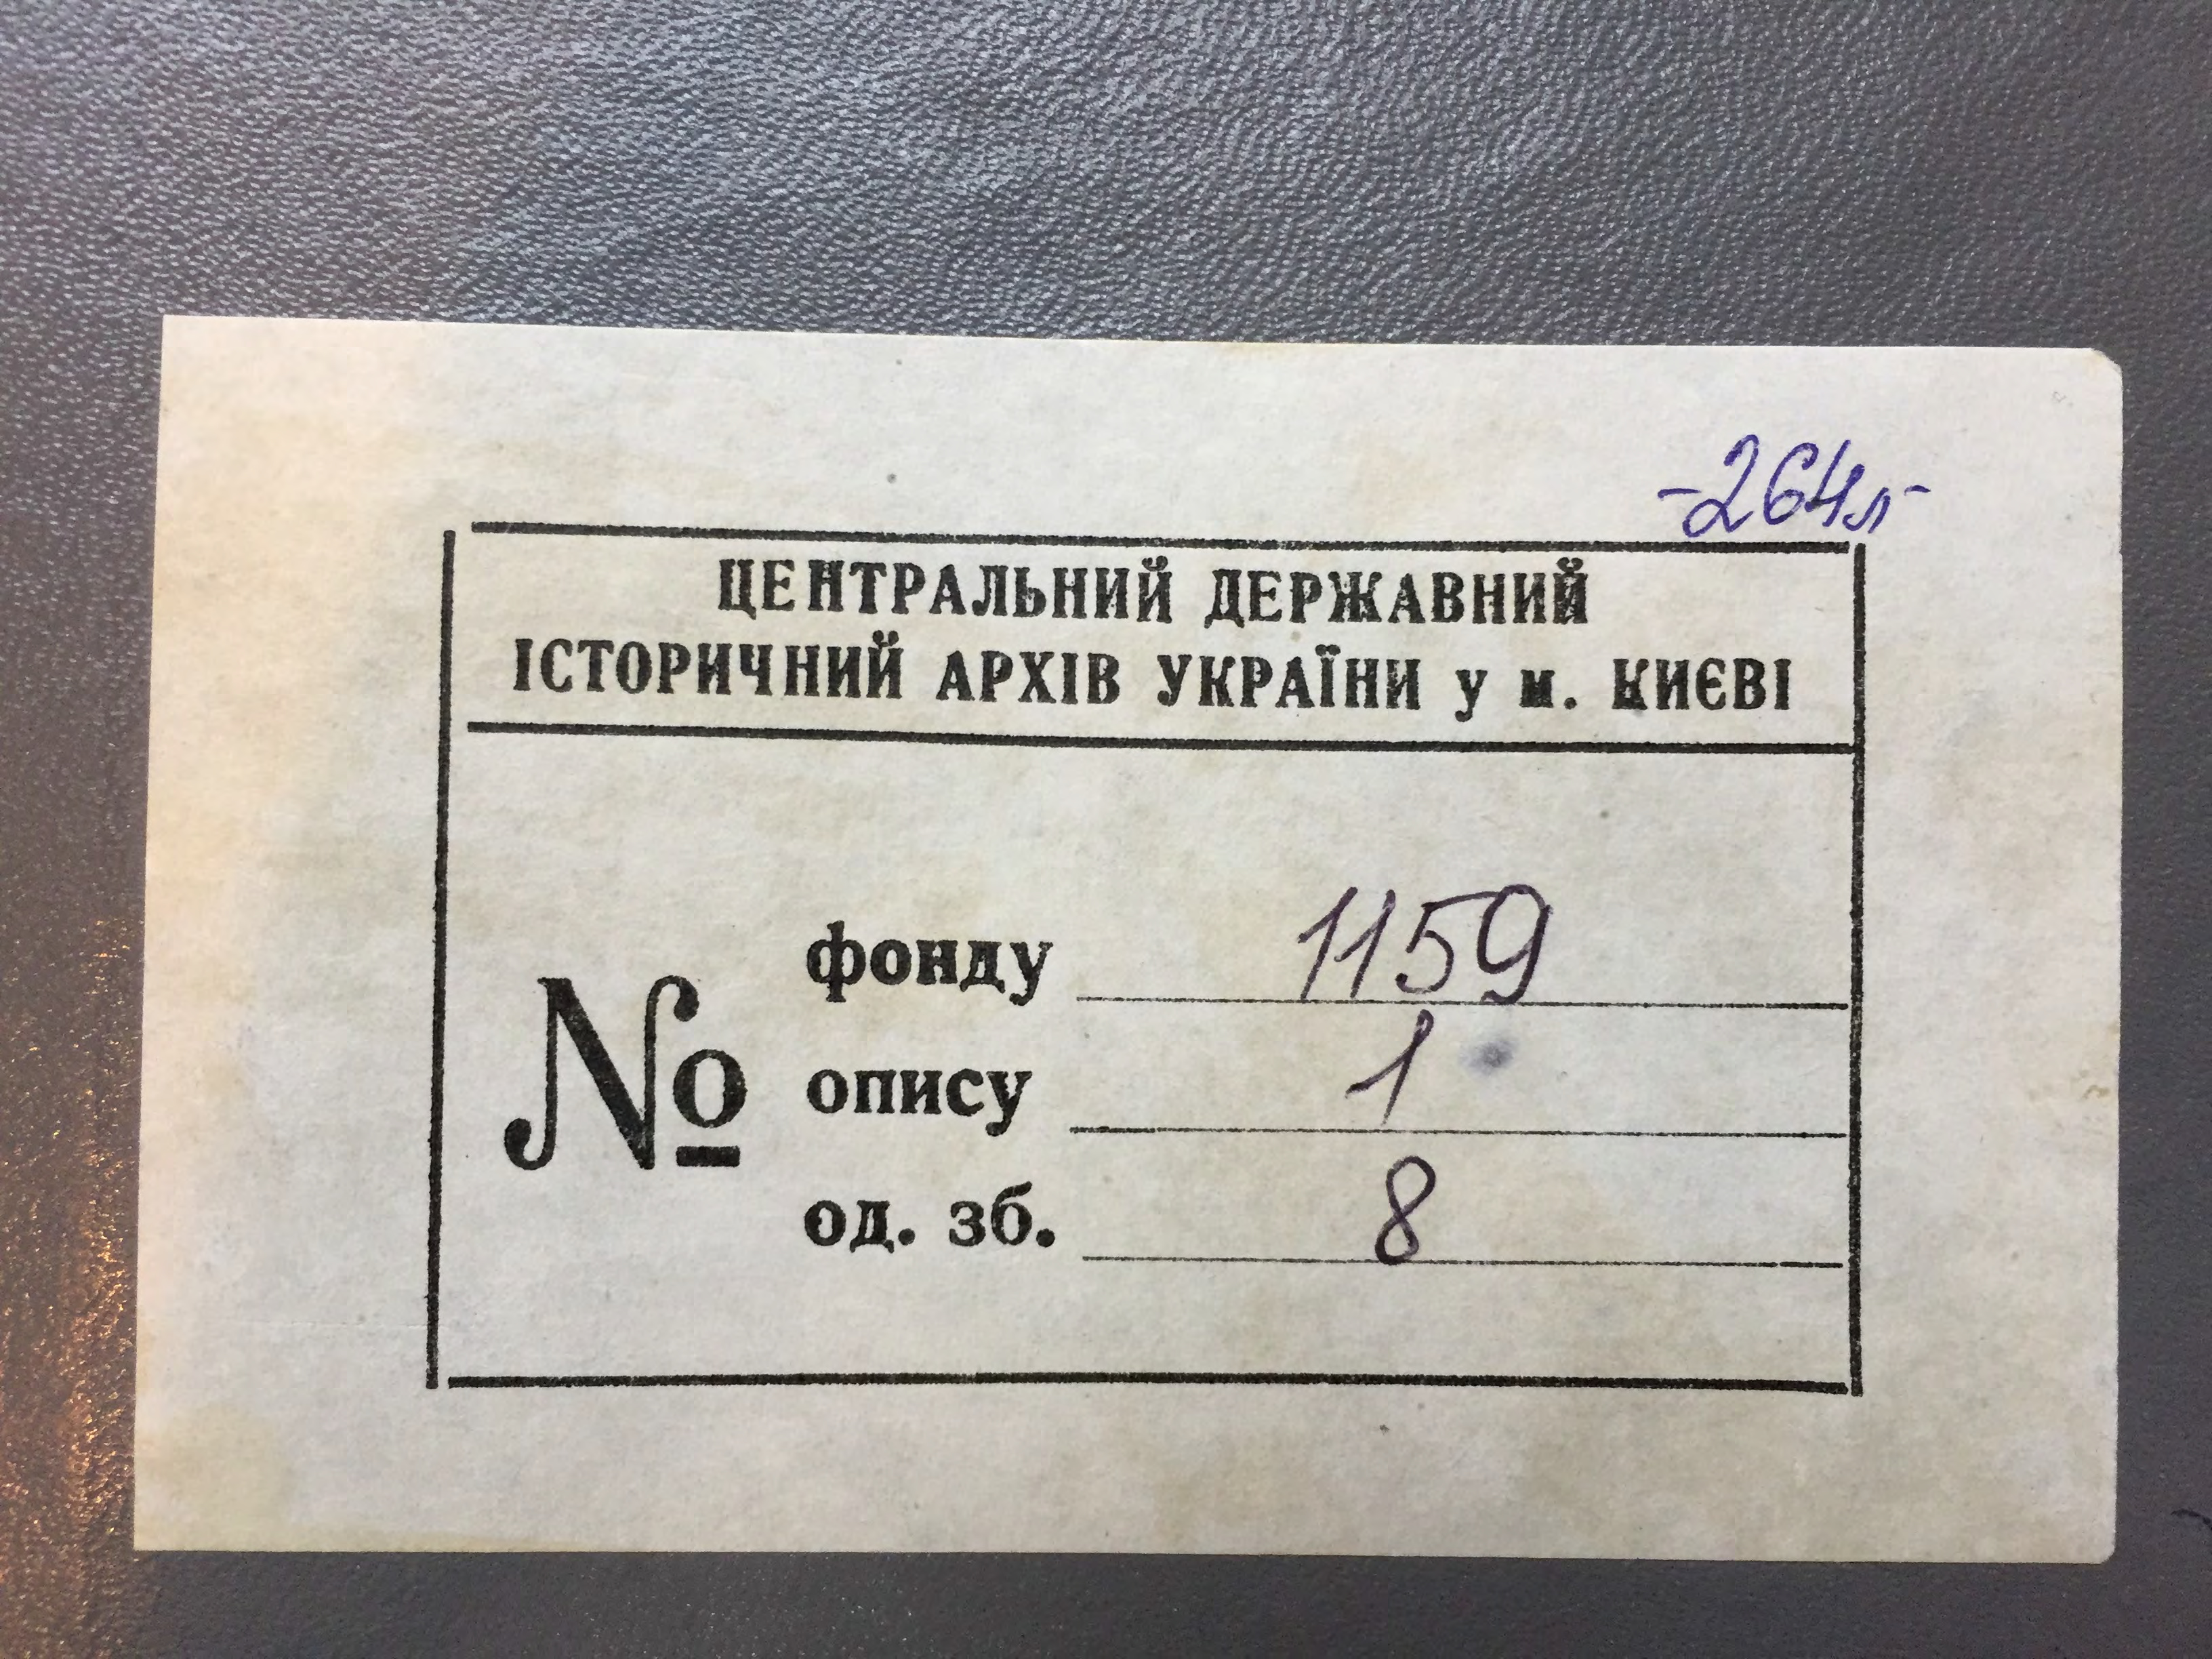 -264л-
ЦЕНТРАЛЬНИЙ ДЕРЖАВНИЙ
ІСТОРИЧНИЙ АРХІВ УКРАЇНИ у м. КИЄВІ
№
фонду 1159
опису 1
од. зб. 8